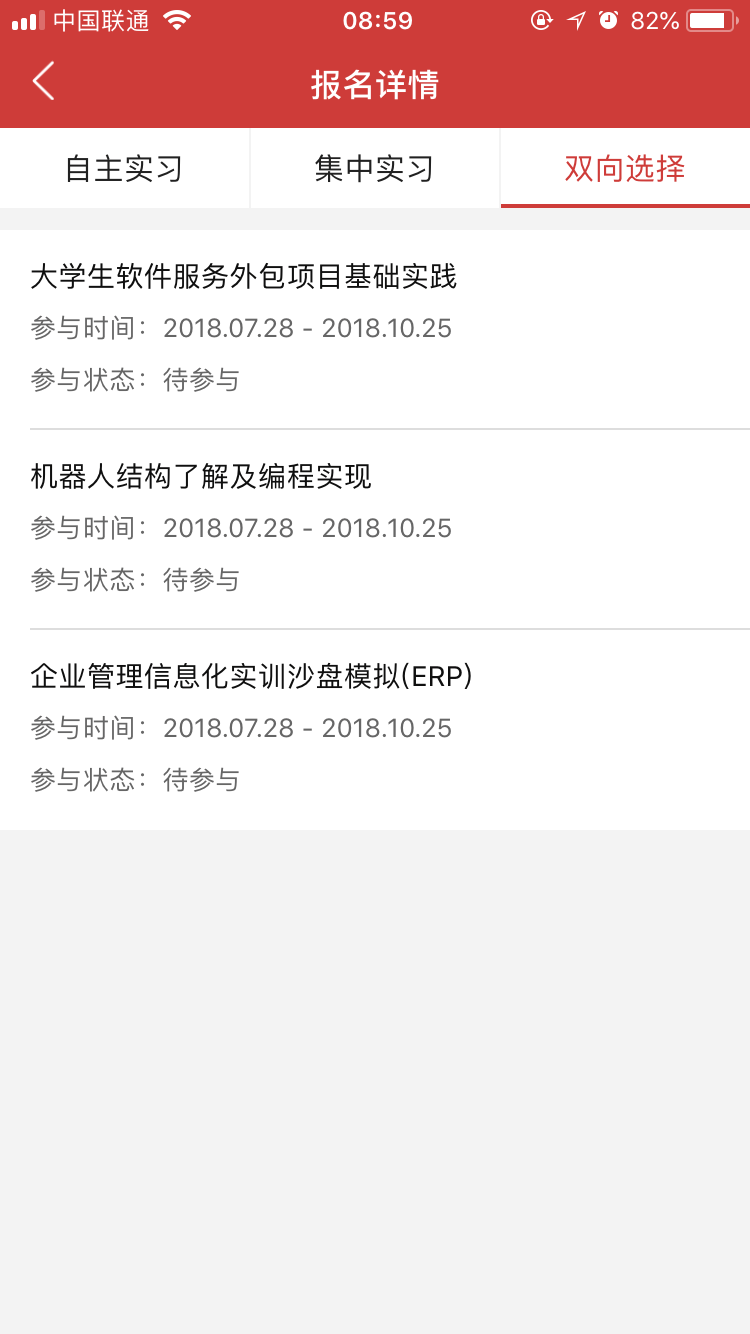 中国联通 08:59 82%
报名详情
自主实习 集中实习 双向选择
大学生软件服务外包项目基础实践
参与时间：2018.07.28 - 2018.10.25
参与状态：待参与
机器人结构了解及编程实现
参与时间：2018.07.28 - 2018.10.25
参与状态：待参与
企业管理信息化实训沙盘模拟(ERP)
参与时间：2018.07.28 - 2018.10.25
参与状态：待参与